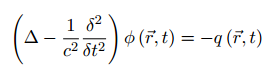 (Δ − 1/c² δ²/δt²) ϕ (r⃗, t) = −q (r⃗, t)